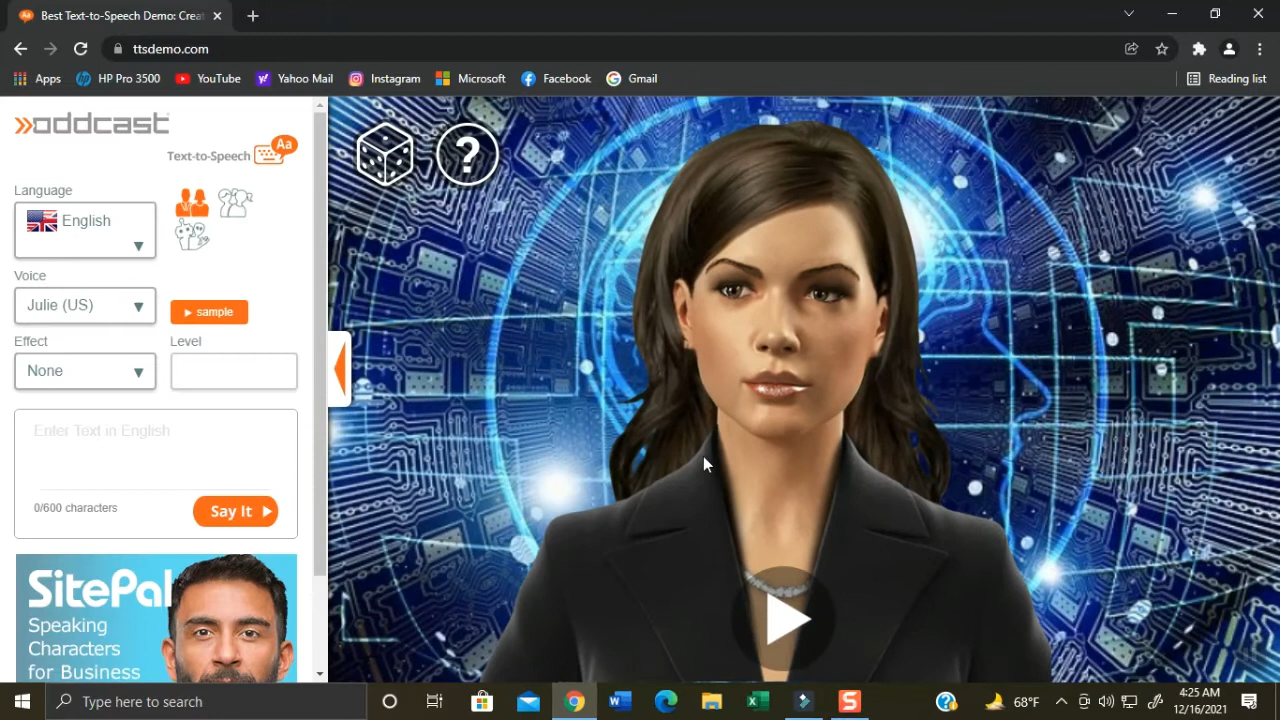 Best Text-to-Speech Demo: Crea
ttsdemo.com
Apps HP Pro 3500 YouTube Yahoo Mail Instagram Microsoft Facebook Gmail Reading list
oddcast
Text-to-Speech Aa
Language
English
Voice
Julie (US)
sample
Effect
Level
None
Enter Text in English
0/600 characters
Say It
?
SitePal
Speaking
Characters
for Business
Type here to search
68°F
4:25 AM
12/16/2021